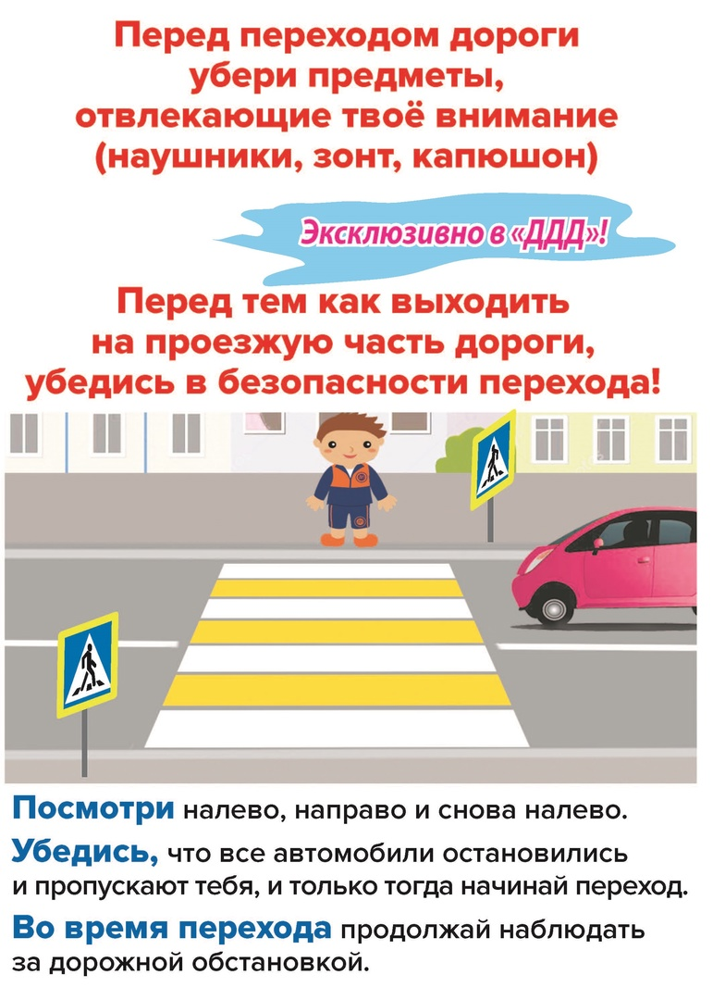 Перед переходом дороги
убери предметы,
отвлекающие твоё внимание
(наушники, зонт, капюшон)
Эксклюзивно в «ДДД»!
Перед тем как выходить
на проезжую часть дороги,
убедись в безопасности перехода!
Посмотри налево, направо и снова налево.
Убедись, что все автомобили остановились
и пропускают тебя, и только тогда начинай переход.
Во время перехода продолжай наблюдать
за дорожной обстановкой.